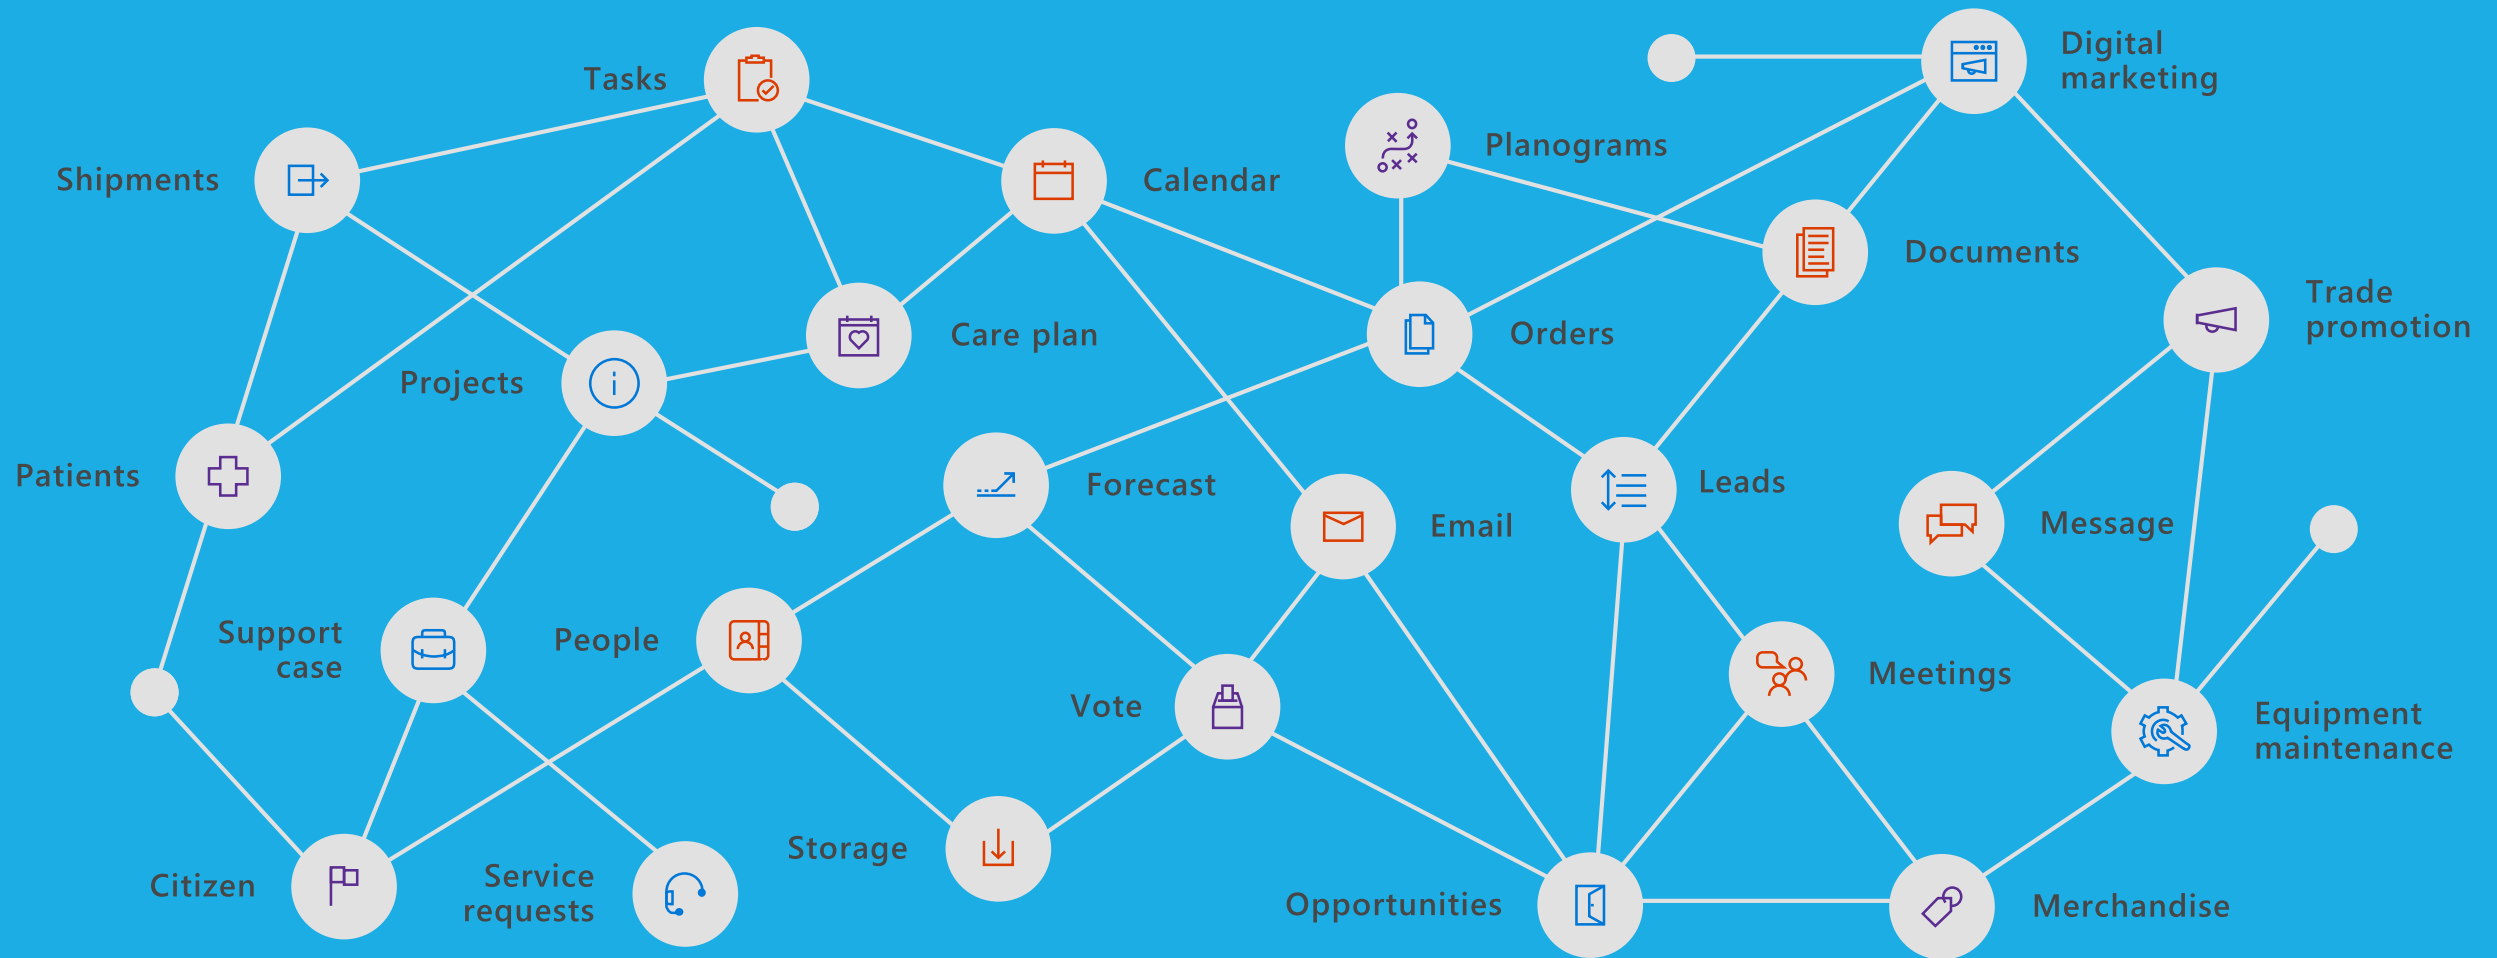 Digital
marketing
Tasks
Planograms
Shipments
Calendar
Documents
Trade
promotion
Care plan
Orders
Projects
Patients
Forecast
Leads
Email
Message
Support
case
People
Meetings
Vote
Equipment
maintenance
Storage
Citizen
Service
requests
Opportunities
Merchandise